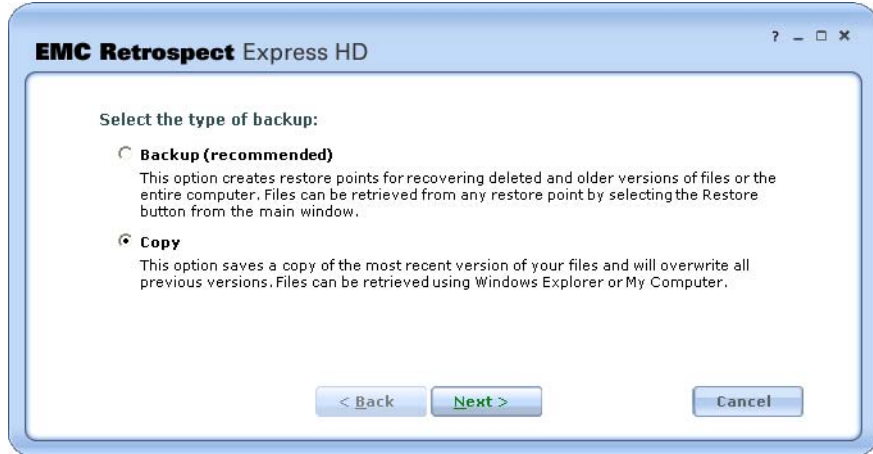 ? _ □ ×
EMC Retrospect Express HD
Select the type of backup:
Backup (recommended)
This option creates restore points for recovering deleted and older versions of files or the
entire computer. Files can be retrieved from any restore point by selecting the Restore
button from the main window.
Copy
This option saves a copy of the most recent version of your files and will overwrite all
previous versions. Files can be retrieved using Windows Explorer or My Computer.
< Back
Next >
Cancel